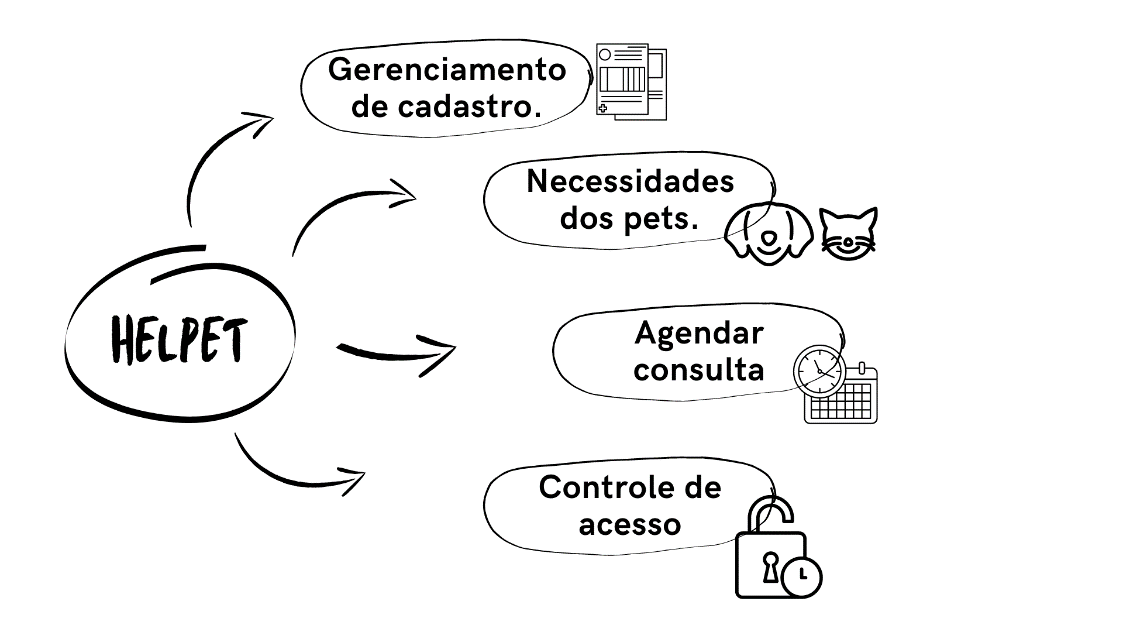 Gerenciamento
de cadastro.
Necessidades
dos pets.
HELPET
Agendar
consulta
Controle de
acesso